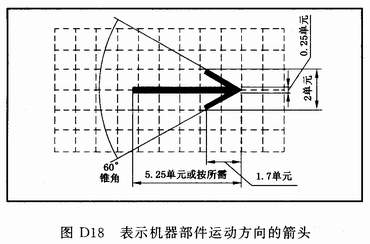 0.25单元
2单元
60°
锥角
5.25单元或按所需
1.7单元
图 D18 表示机器部件运动方向的箭头